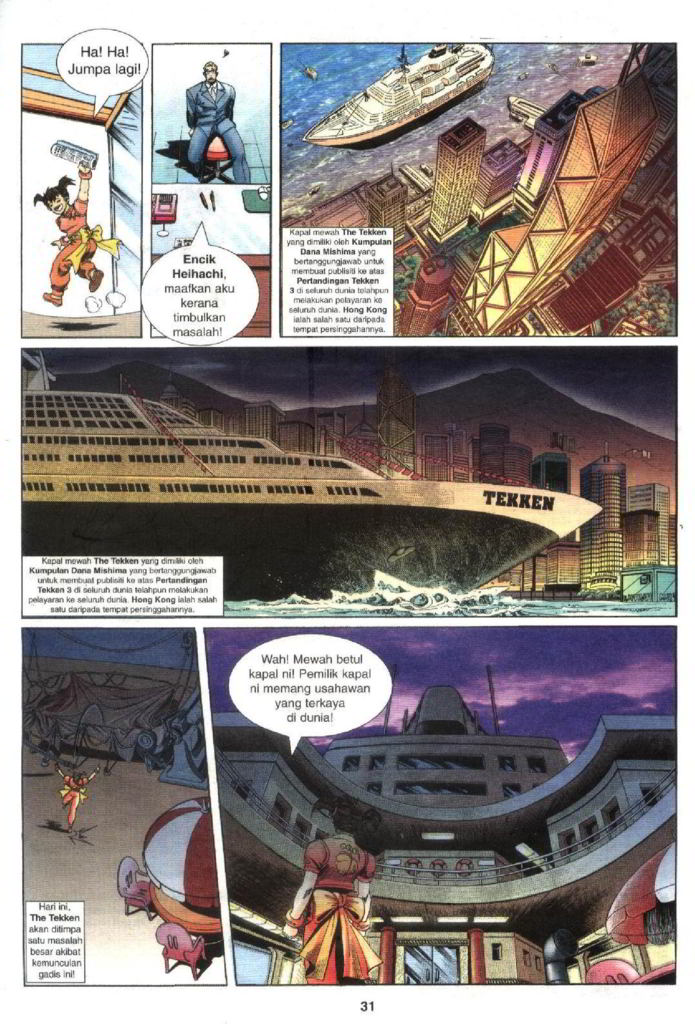 Ha! Ha!
Jumpa lagi!
Encik
Heihachi,
maafkan aku
kerana
timbulkan
masalah!
Kapal mewah The Tekken
yang dimiliki oleh Kumpulan
Dana Mishima yang
bertanggungjawab untuk
membuat publisiti ke atas
Pertandingan Tekken
3 di seluruh dunia telahpun
melakukan pelayaran ke
seluruh dunia. Hong Kong
ialah salah satu daripada
tempat persinggahannya.
TEKKEN
Kapal mewah The Tekken yang dimiliki oleh
Kumpulan Dana Mishima yang bertanggungjawab
untuk membuat publisiti ke atas Pertandingan
Tekken 3 di seluruh dunia telahpun melakukan
pelayaran ke seluruh dunia. Hong Kong ialah salah
satu daripada tempat persinggahannya.
Hari ini,
The Tekken
akan ditimpa
satu masalah
besar akibat
kemunculan
gadis ini!
Wah! Mewah betul
kapal ni! Pemilik kapal
ni memang usahawan
yang terkaya
di dunia!
31